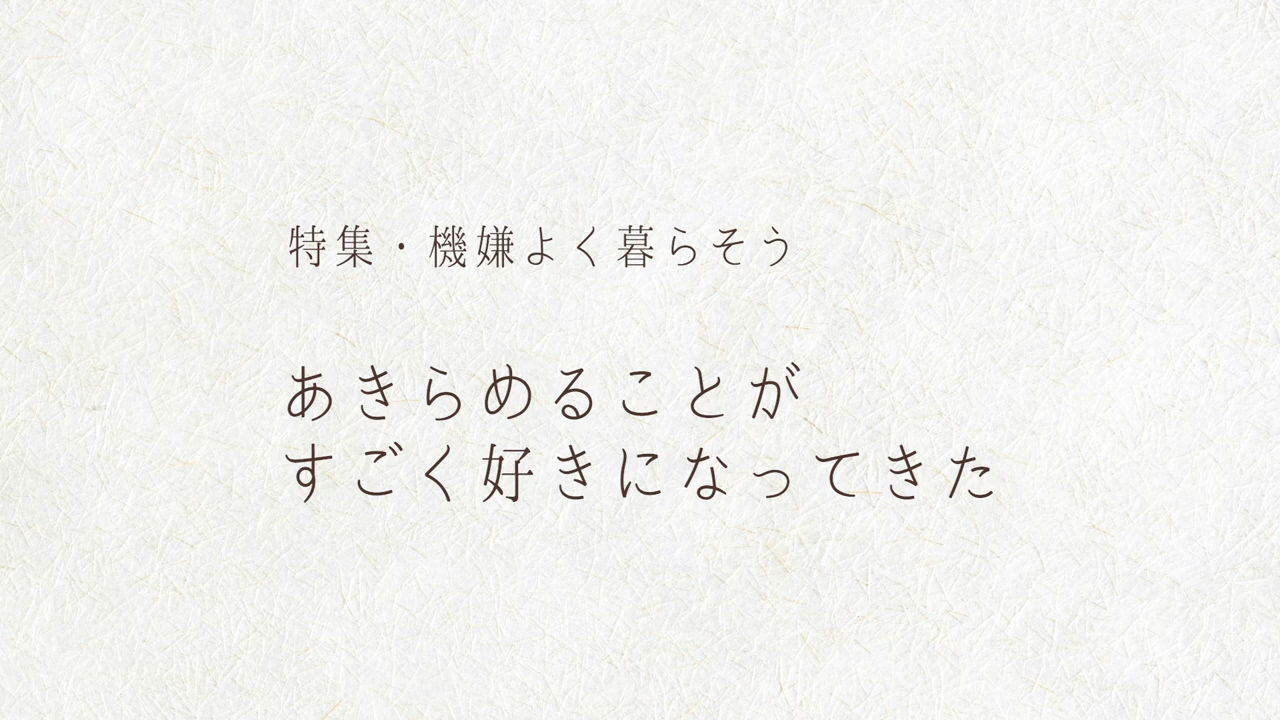 特集・機嫌よく暮らそう
あきらめることが
すごく好きになってきた